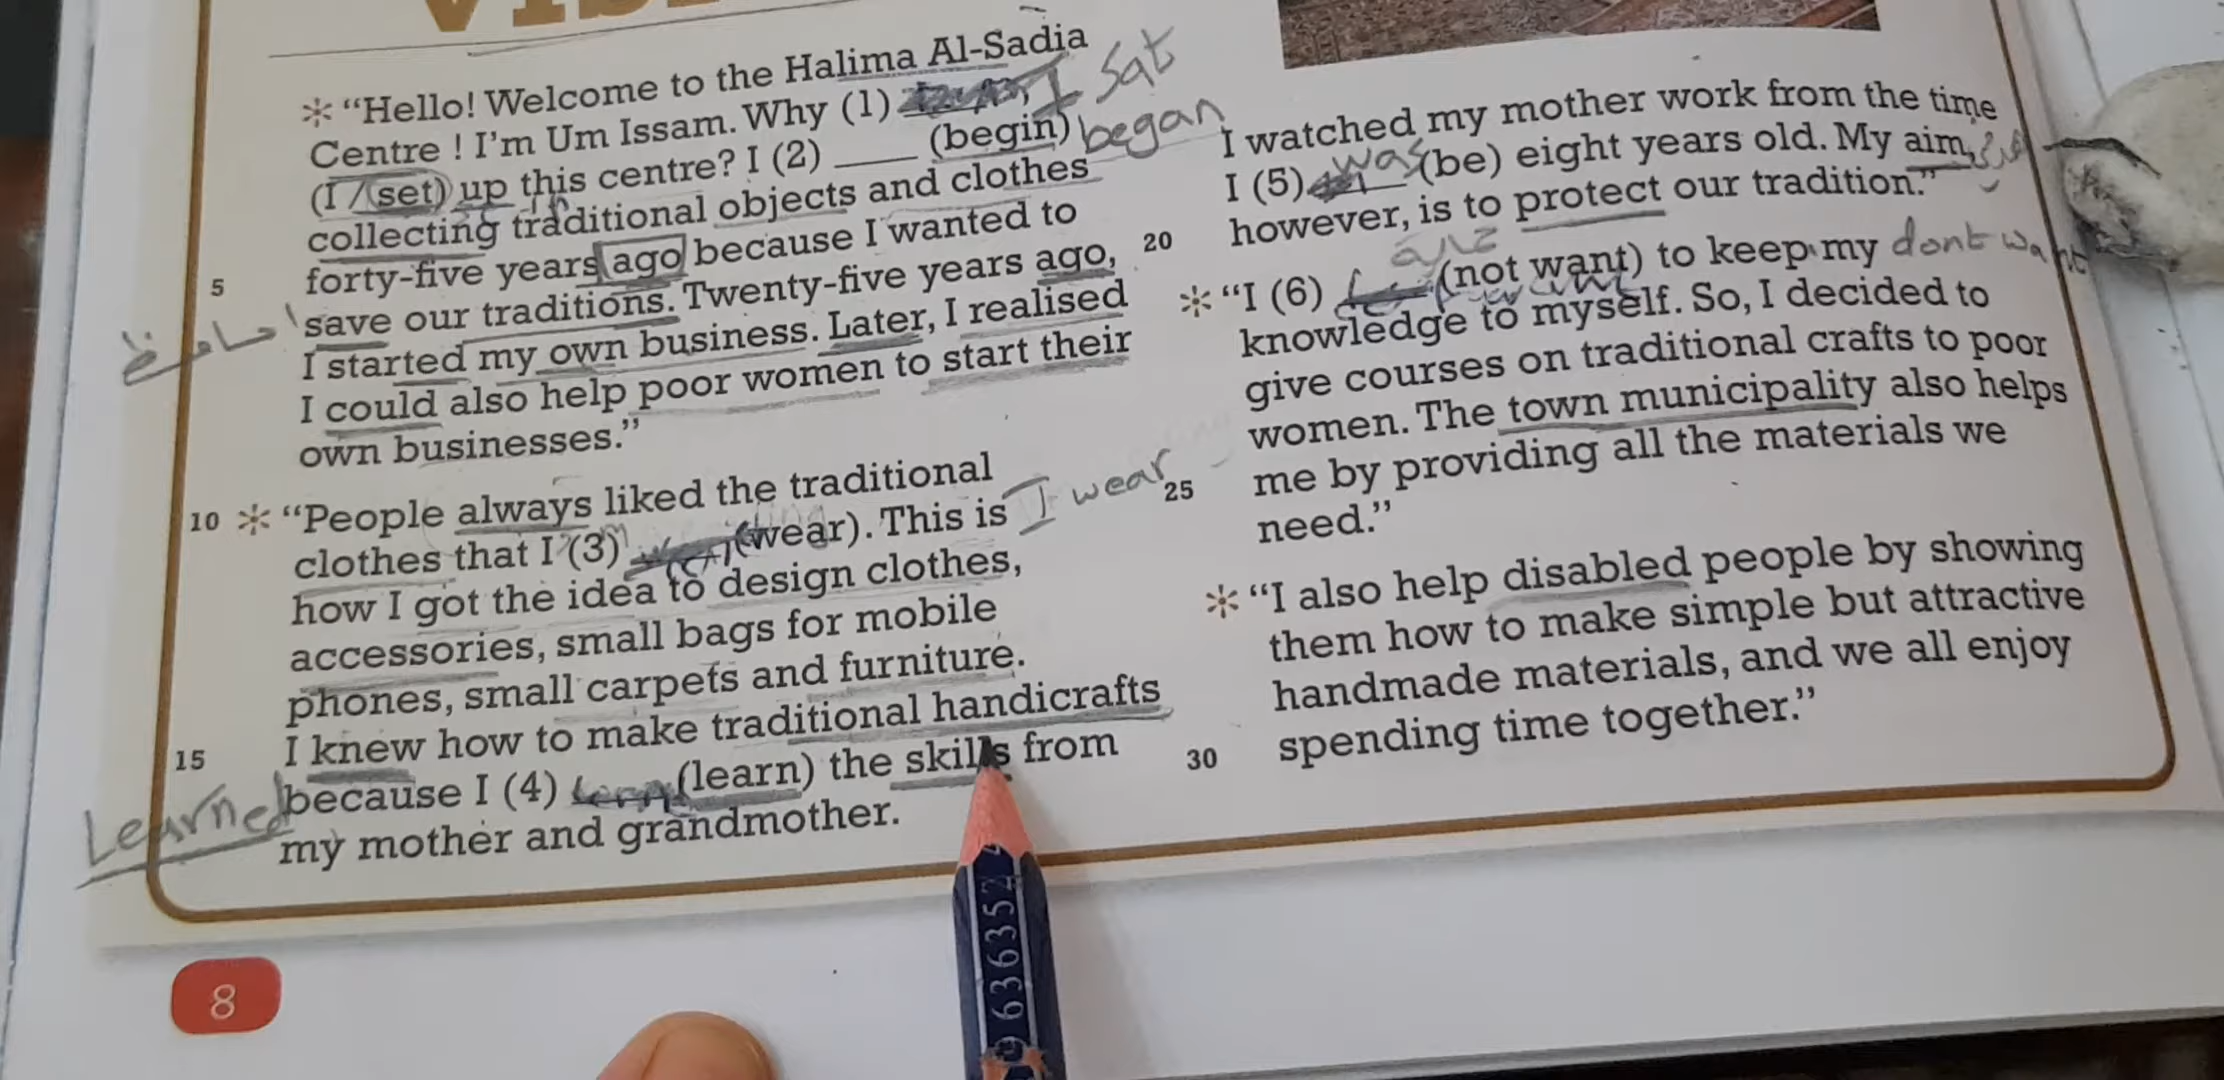 * "Hello! Welcome to the Halima Al-Sadia
Centre ! I'm Um Issam. Why (1) I sat
(I / set) up this centre? I (2) ____ (begin) began
collecting traditional objects and clothes
5 forty-five years ago because I wanted to
save our traditions. Twenty-five years ago,
I started my own business. Later, I realised
I could also help poor women to start their
own businesses."
10 * "People always liked the traditional
clothes that I (3) (wear). This is I wear
how I got the idea to design clothes,
accessories, small bags for mobile
phones, small carpets and furniture.
I knew how to make traditional handicrafts
15 because I (4) (learn) the skills from
Learned
my mother and grandmother.
I watched my mother work from the time
I (5) was (be) eight years old. My aim,
20 however, is to protect our tradition."
* "I (6) (not want) to keep my dont want
knowledge to myself. So, I decided to
give courses on traditional crafts to poor
women. The town municipality also helps
25 me by providing all the materials we
need."
* "I also help disabled people by showing
them how to make simple but attractive
handmade materials, and we all enjoy
30 spending time together."
8
636352